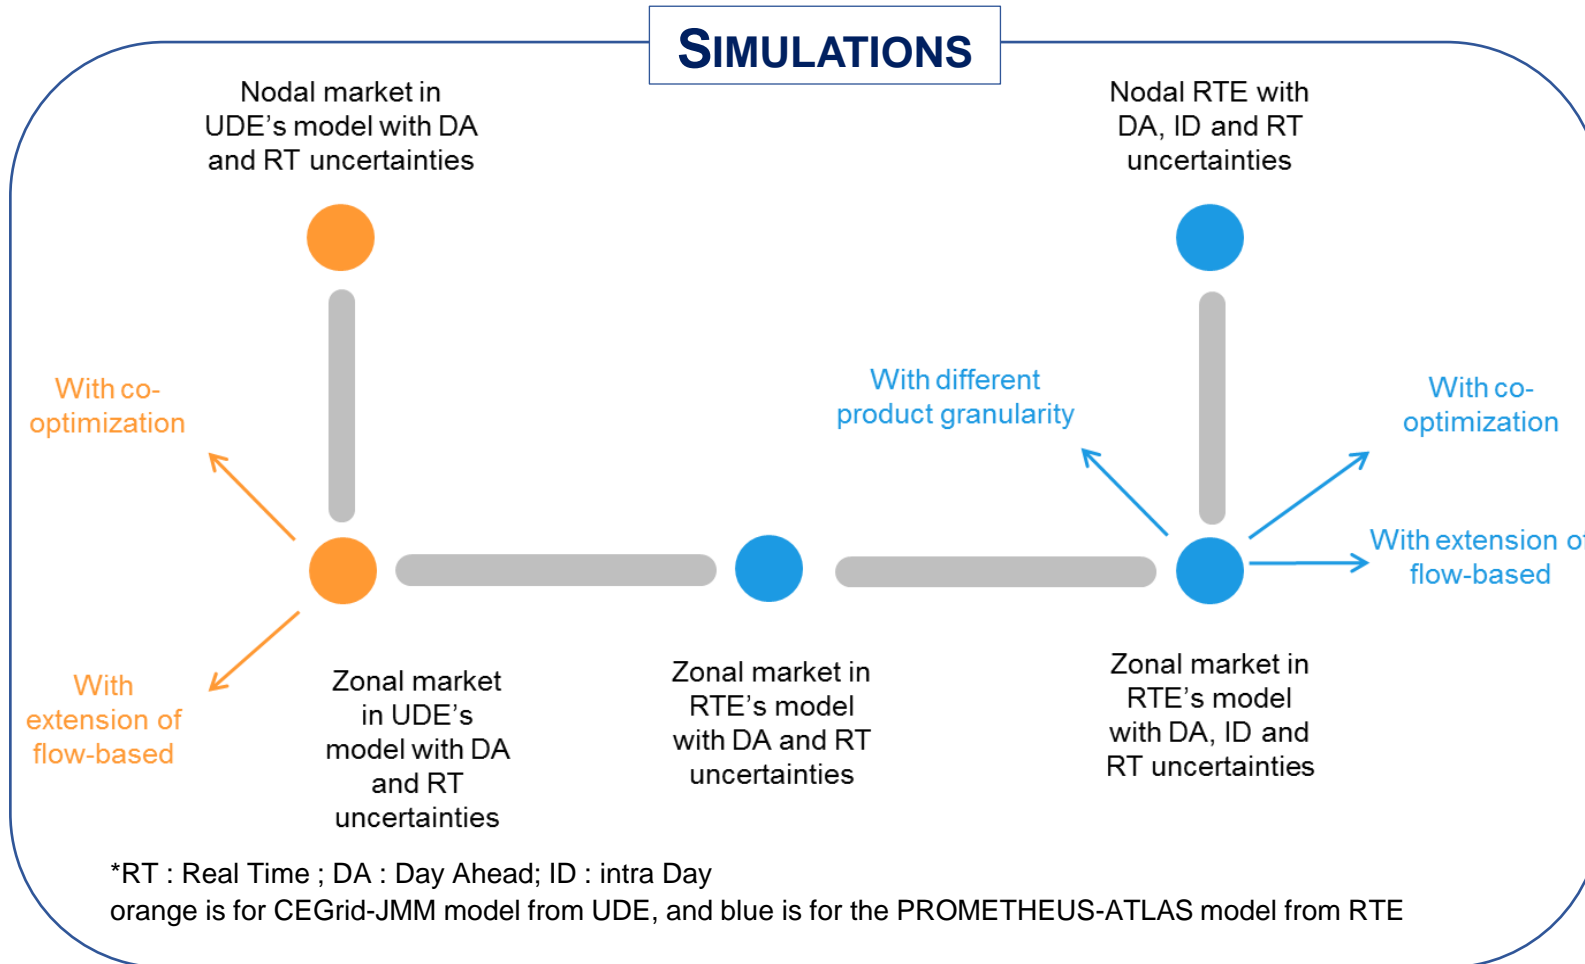 SIMULATIONS
Nodal market in
UDE's model with DA
and RT uncertainties
Nodal RTE with
DA, ID and RT
uncertainties
With co-
optimization
With different
product granularity
With co-
optimization
With extension of
flow-based
With
extension of
flow-based
Zonal market
in UDE's
model with DA
and RT
uncertainties
Zonal market in
RTE's model
with DA and RT
uncertainties
Zonal market in
RTE's model
with DA, ID and
RT uncertainties
*RT : Real Time ; DA : Day Ahead; ID : intra Day
orange is for CEGrid-JMM model from UDE, and blue is for the PROMETHEUS-ATLAS model from RTE